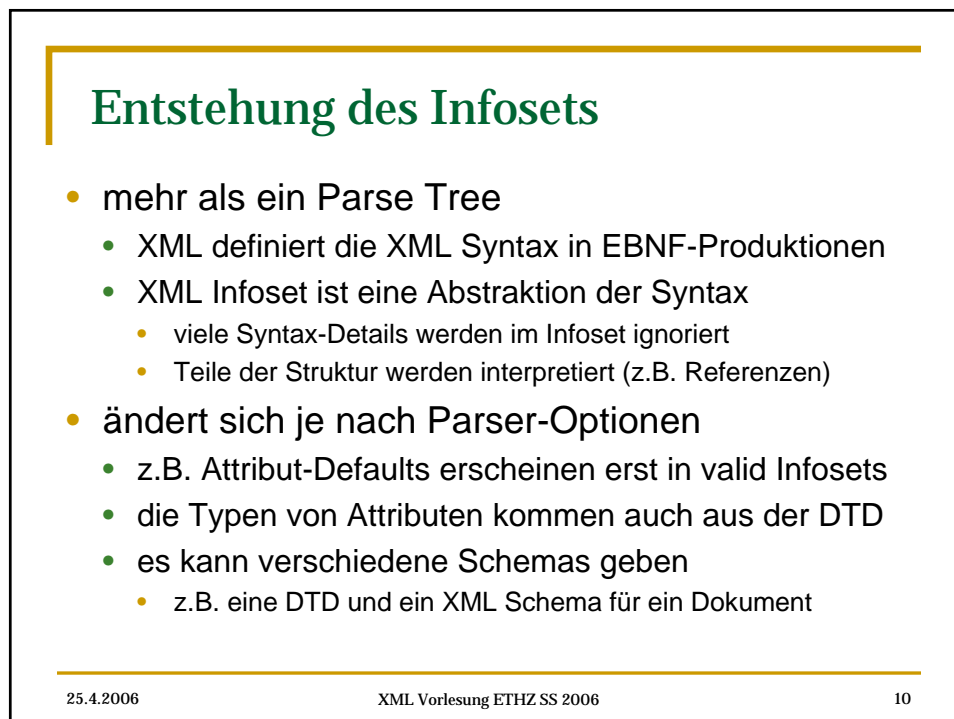 Entstehung des Infosets
• mehr als ein Parse Tree
• XML definiert die XML Syntax in EBNF-Produktionen
• XML Infoset ist eine Abstraktion der Syntax
• viele Syntax-Details werden im Infoset ignoriert
• Teile der Struktur werden interpretiert (z.B. Referenzen)
• ändert sich je nach Parser-Optionen
• z.B. Attribut-Defaults erscheinen erst in valid Infosets
• die Typen von Attributen kommen auch aus der DTD
• es kann verschiedene Schemas geben
• z.B. eine DTD und ein XML Schema für ein Dokument
25.4.2006 XML Vorlesung ETHZ SS 2006 10